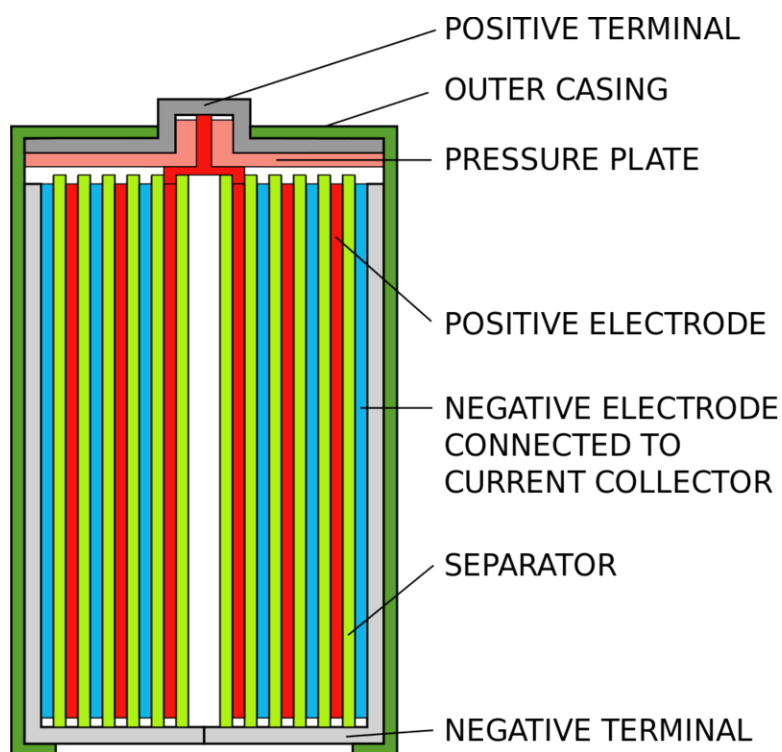 POSITIVE TERMINAL
OUTER CASING
PRESSURE PLATE
POSITIVE ELECTRODE
NEGATIVE ELECTRODE
CONNECTED TO
CURRENT COLLECTOR
SEPARATOR
NEGATIVE TERMINAL